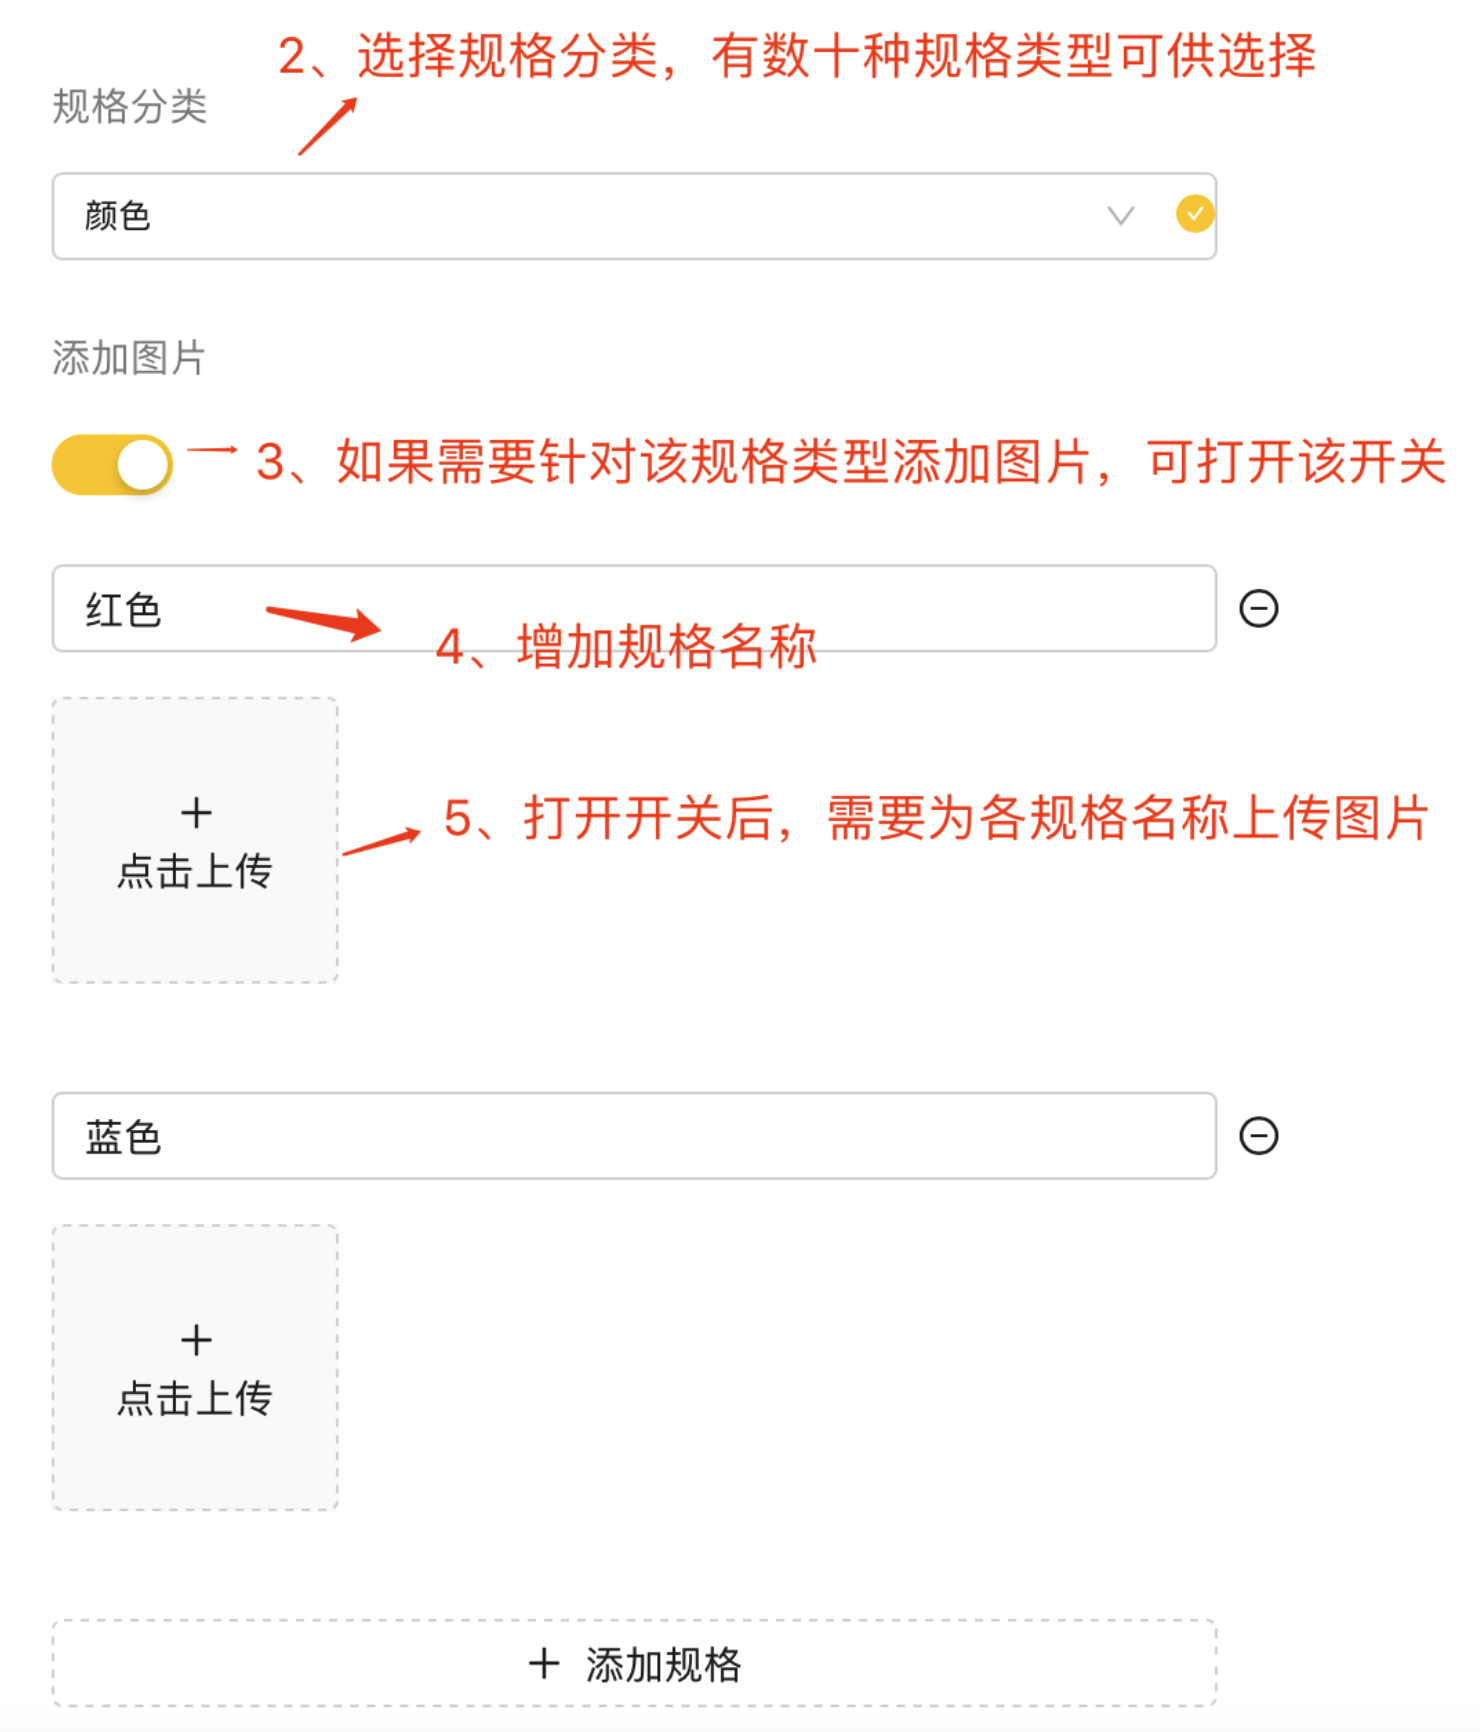 2、选择规格分类，有数十种规格类型可供选择
规格分类
颜色
添加图片
3、如果需要针对该规格类型添加图片，可打开该开关
红色
4、增加规格名称
点击上传
5、打开开关后，需要为各规格名称上传图片
蓝色
点击上传
添加规格